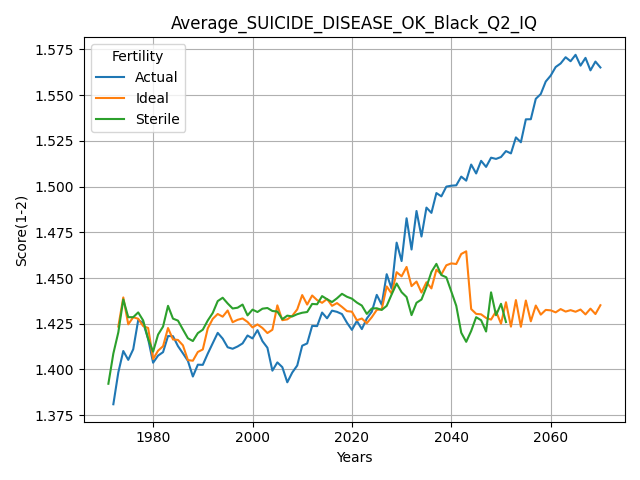 Average_SUICIDE_DISEASE_OK_Black_Q2_IQ
Fertility
Actual
Ideal
Sterile
Score(1-2)
1.575
1.550
1.525
1.500
1.475
1.450
1.425
1.400
1.375
1980
2000
2020
2040
2060
Years